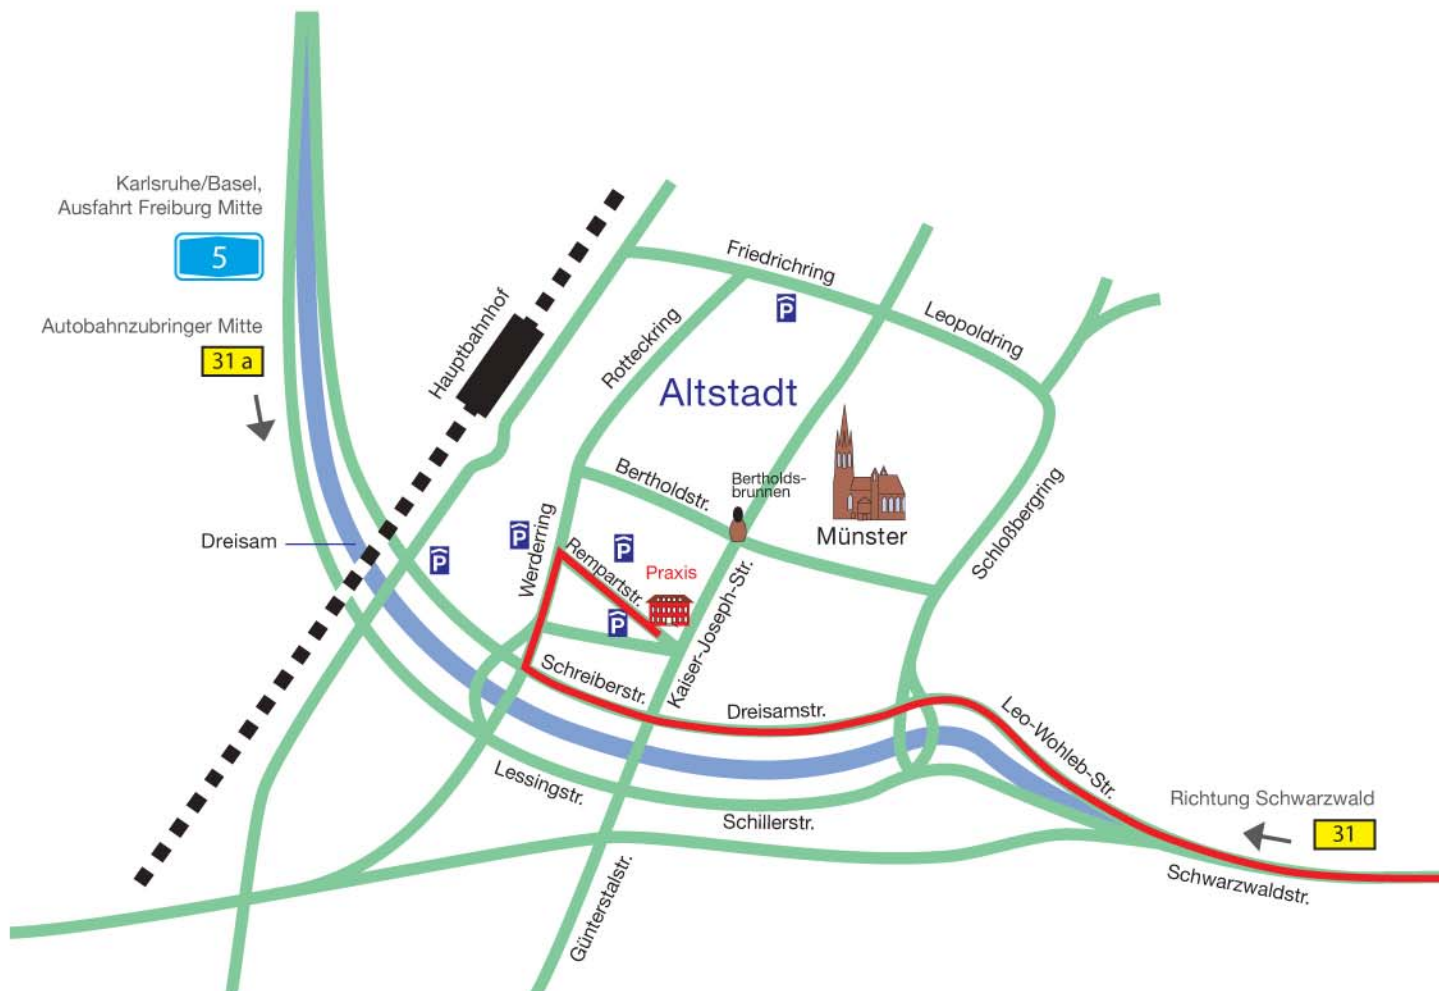 Karlsruhe/Basel,
Ausfahrt Freiburg Mitte
5
Autobahnzubringer Mitte
31 a
Hauptbahnhof
Friedrichring
Leopoldring
P
Rotteckring
Altstadt
Bertholdstr.
Bertholds-
brunnen
Münster
Schloßbergring
Dreisam
P
P
P
Werderring
Rempartstr.
Praxis
P
Kaiser-Joseph-Str.
Schreiberstr.
Dreisamstr.
Leo-Wohleb-Str.
Lessingstr.
Schillerstr.
Richtung Schwarzwald
31
Schwarzwaldstr.
Günterstalstr.